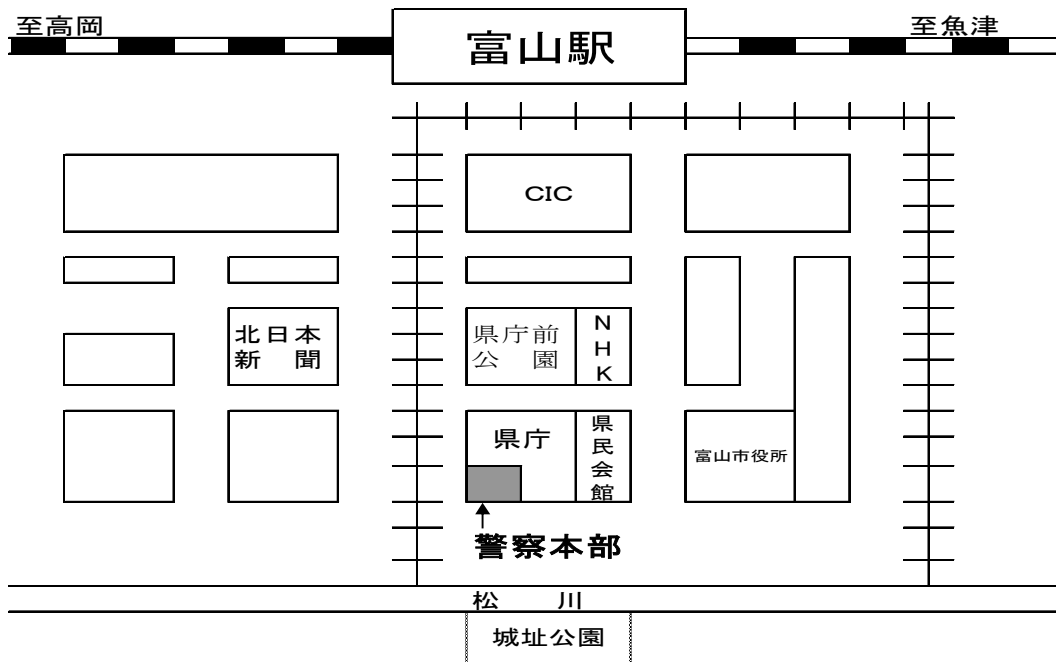 至高岡
富山駅
至魚津
CIC
北日本
新聞
県庁前
公園
NHK
県庁
県民会館
富山市役所
警察本部
松川
城址公園